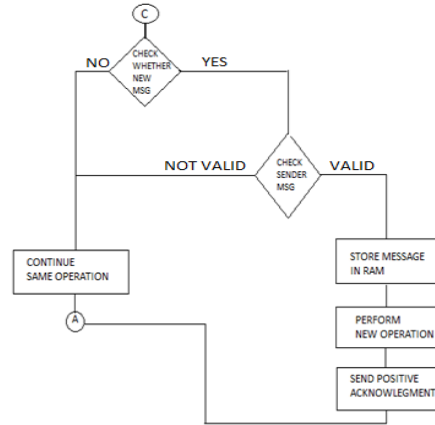 C
CHECK
WHETHER
NEW
MSG
NO
YES
NOT VALID
CHECK
SENDER
MSG
VALID
CONTINUE
SAME OPERATION
STORE MESSAGE
IN RAM
A
PERFORM
NEW OPERATION
SEND POSITIVE
ACKNOWLEGMENT